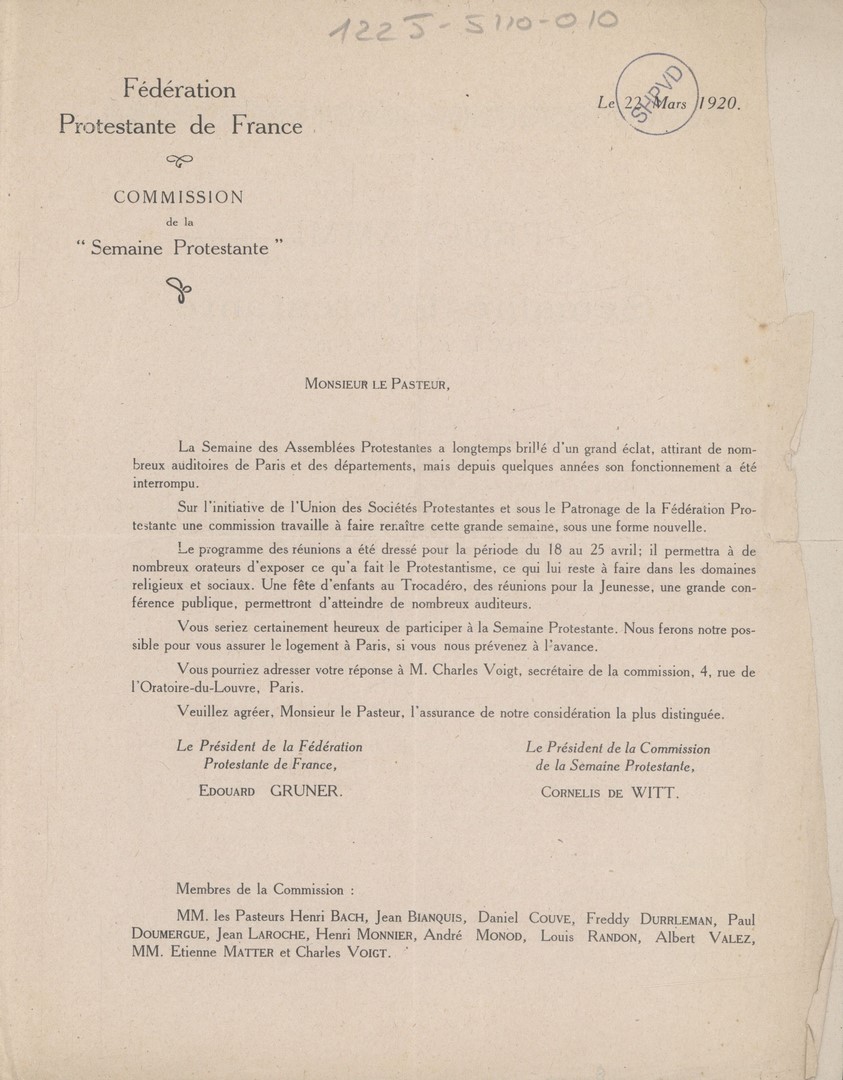 122J-5110-010
Fédération
Protestante de France
COMMISSION
de la
“ Semaine Protestante ”
Le 22 Mars 1920.
SHPVD
MONSIEUR LE PASTEUR,
La Semaine des Assemblées Protestantes a longtemps brillé d'un grand éclat, attirant de nom-
breux auditoires de Paris et des départements, mais depuis quelques années son fonctionnement a été
interrompu.
Sur l'initiative de l'Union des Sociétés Protestantes et sous le Patronage de la Fédération Pro-
testante une commission travaille à faire renaître cette grande semaine, sous une forme nouvelle.
Le programme des réunions a été dressé pour la période du 18 au 25 avril; il permettra à de
nombreux orateurs d'exposer ce qu'a fait le Protestantisme, ce qui lui reste à faire dans les domaines
religieux et sociaux. Une fête d'enfants au Trocadéro, des réunions pour la Jeunesse, une grande con-
férence publique, permettront d'atteindre de nombreux auditeurs.
Vous seriez certainement heureux de participer à la Semaine Protestante. Nous ferons notre pos-
sible pour vous assurer le logement à Paris, si vous nous prévenez à l'avance.
Vous pourriez adresser votre réponse à M. Charles Voigt, secrétaire de la commission, 4, rue de
l'Oratoire-du-Louvre, Paris.
Veuillez agréer, Monsieur le Pasteur, l'assurance de notre considération la plus distinguée.
Le Président de la Fédération
Protestante de France,
EDOUARD GRUNER.
Le Président de la Commission
de la Semaine Protestante,
CORNELIS DE WITT.
Membres de la Commission :
MM. les Pasteurs Henri BACH, Jean BIANQUIS, Daniel COUVE, Freddy DURRLEMAN, Paul
DOUMERGUE, Jean LAROCHE, Henri MONNIER, André MONOD, Louis RANDON, Albert VALEZ,
MM. Etienne MATTER et Charles VOIGT.